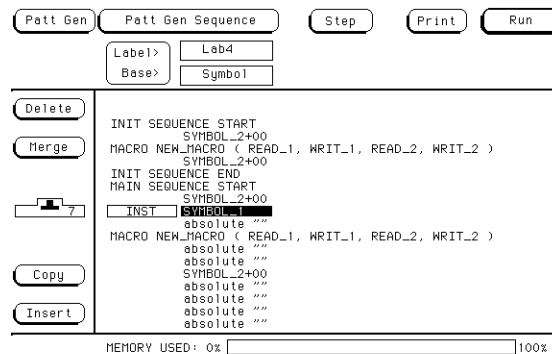 Patt Gen Patt Gen Sequence Step Print Run
Label> Lab4
Base> Symbol
Delete
INIT SEQUENCE START
SYMBOL_2+00
Merge MACRO NEW_MACRO ( READ_1, WRIT_1, READ_2, WRIT_2 )
SYMBOL_2+00
INIT SEQUENCE END
MAIN SEQUENCE START
SYMBOL_2+00
7 INST SYMBOL_1
absolute ""
MACRO NEW_MACRO ( READ_1, WRIT_1, READ_2, WRIT_2 )
absolute ""
absolute ""
Copy SYMBOL_2+00
absolute ""
absolute ""
Insert absolute ""
absolute ""
MEMORY USED: 0% 100%